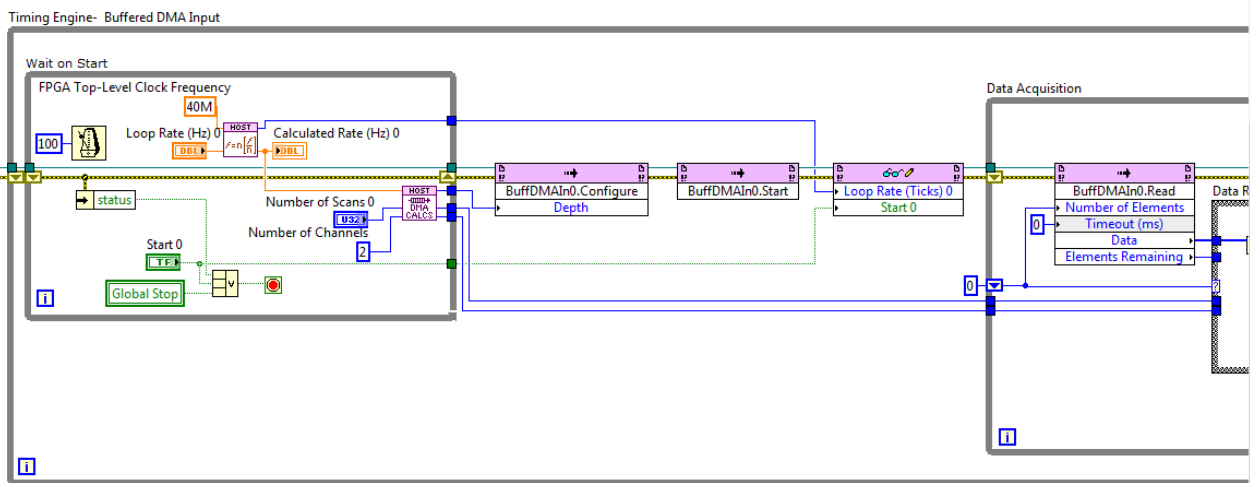 Timing Engine- Buffered DMA Input
Wait on Start
FPGA Top-Level Clock Frequency
40M
100
Loop Rate (Hz) 0
HOST
f=n[f/n]
Calculated Rate (Hz) 0
DBL
DBL
status
Number of Scans 0
U32
HOST
DMA
CALCS
Number of Channels
2
Start 0
TF
Global Stop
V
i
BuffDMAIn0.Configure
Depth
BuffDMAIn0.Start
Loop Rate (Ticks) 0
Start 0
Data Acquisition
BuffDMAIn0.Read
Number of Elements
0
Timeout (ms)
Data
Elements Remaining
Data R
0
?
i
i